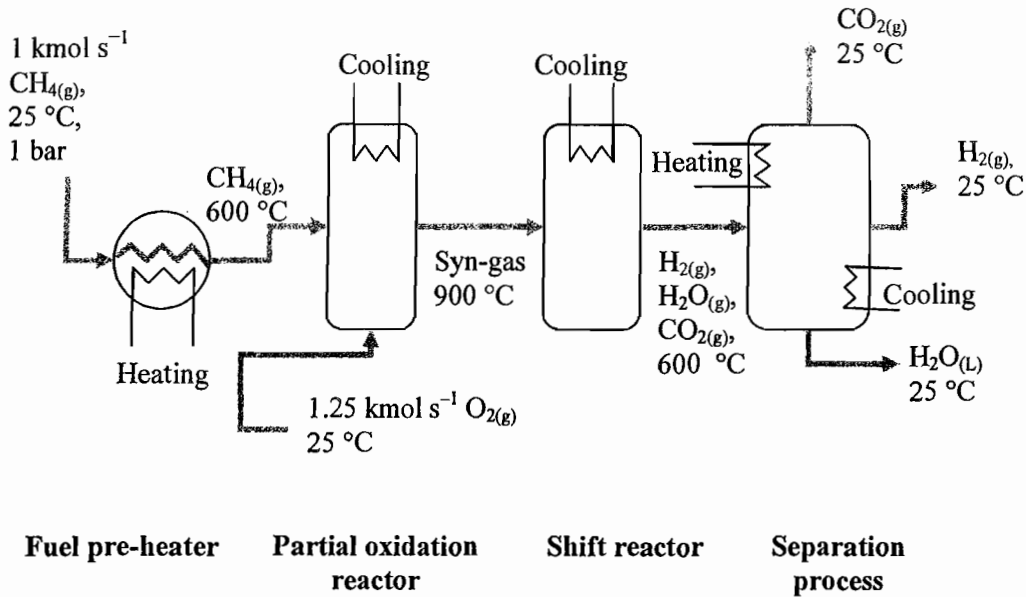 1 kmol s⁻¹
CH₄₍g₎,
25 °C,
1 bar
CH₄₍g₎,
600 °C
Heating
Cooling
1.25 kmol s⁻¹ O₂₍g₎
25 °C
Syn-gas
900 °C
Cooling
H₂₍g₎,
H₂O₍g₎,
CO₂₍g₎,
600 °C
Heating
CO₂₍g₎
25 °C
H₂₍g₎,
25 °C
Cooling
H₂O₍L₎
25 °C
Fuel pre-heater
Partial oxidation
reactor
Shift reactor
Separation
process